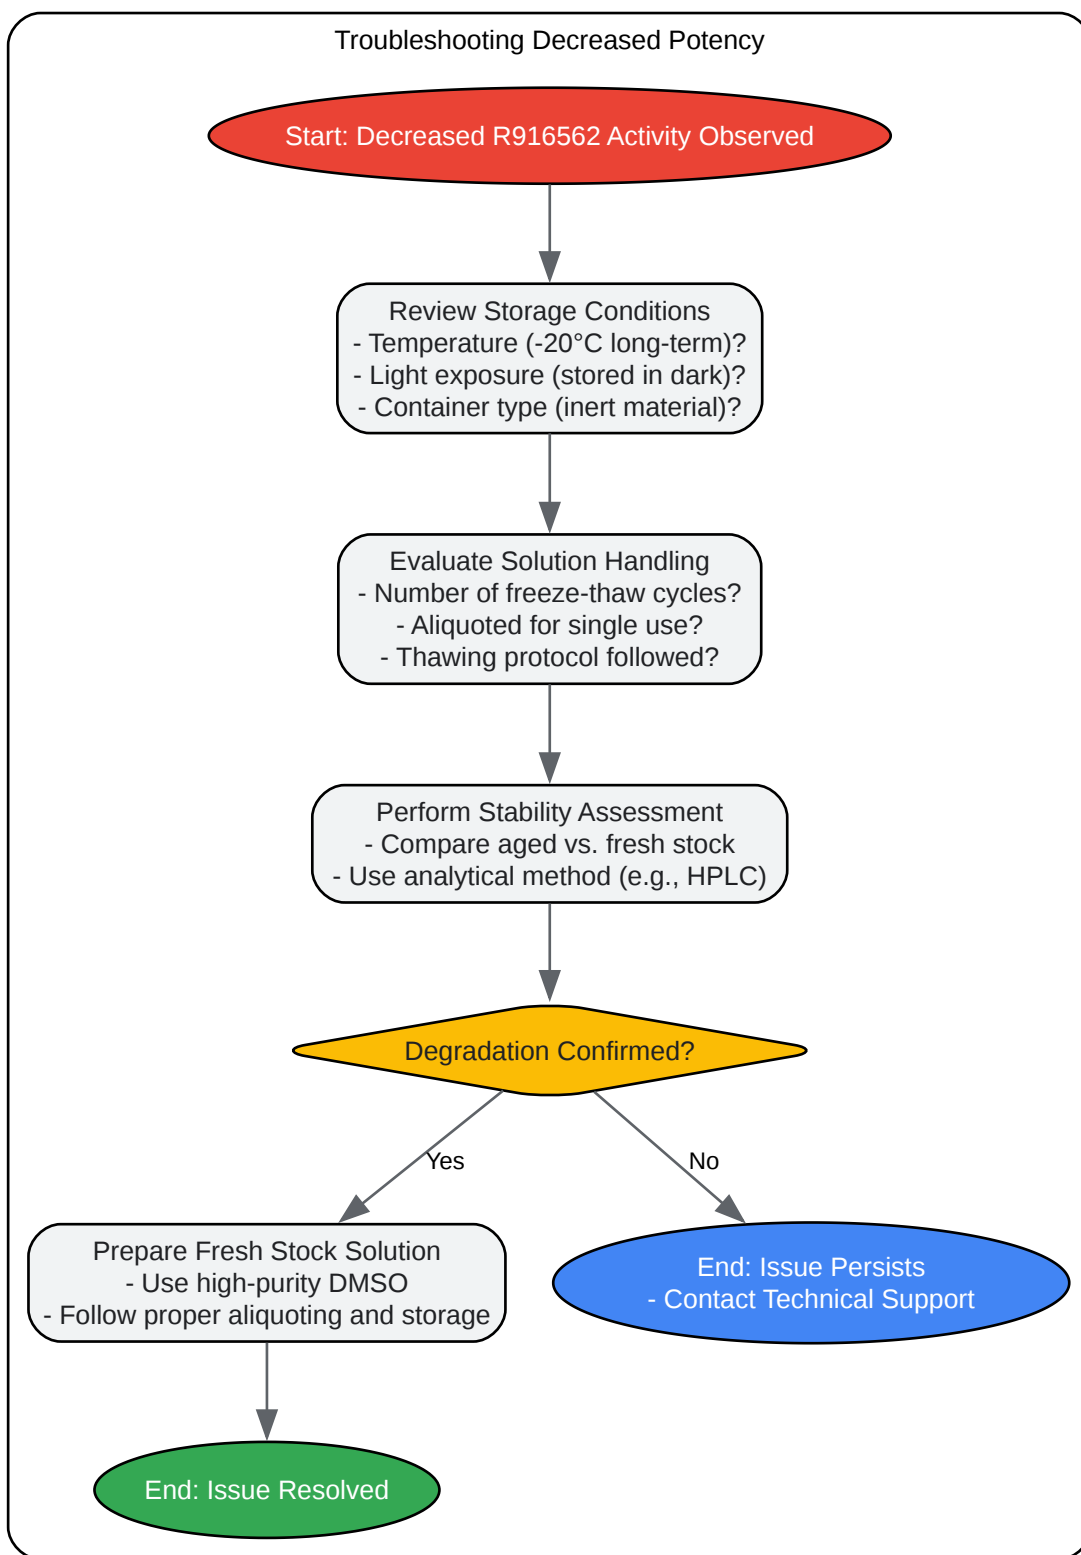 Troubleshooting Decreased Potency
Start: Decreased R916562 Activity Observed
Review Storage Conditions
- Temperature (-20°C long-term)?
- Light exposure (stored in dark)?
- Container type (inert material)?
Evaluate Solution Handling
- Number of freeze-thaw cycles?
- Aliquoted for single use?
- Thawing protocol followed?
Perform Stability Assessment
- Compare aged vs. fresh stock
- Use analytical method (e.g., HPLC)
Degradation Confirmed?
Yes
No
Prepare Fresh Stock Solution
- Use high-purity DMSO
- Follow proper aliquoting and storage
End: Issue Persists
- Contact Technical Support
End: Issue Resolved